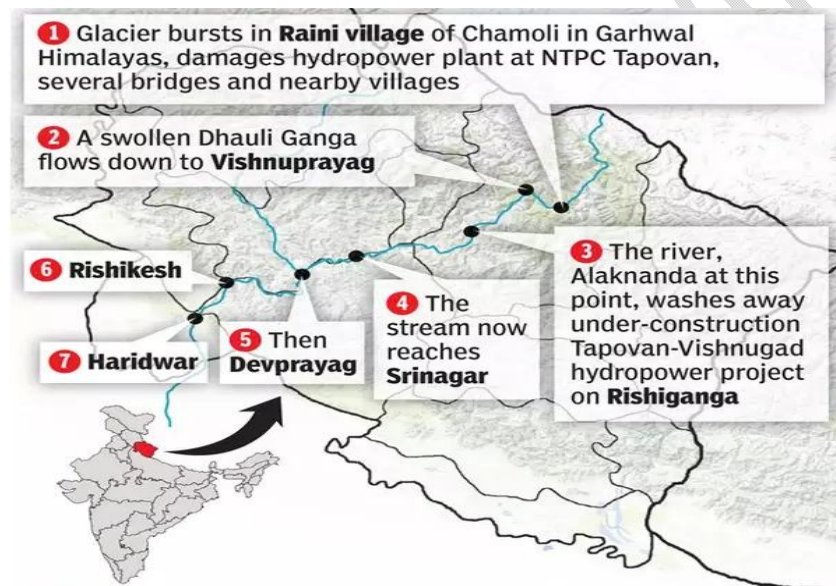 1 Glacier bursts in Raini village of Chamoli in Garhwal
Himalayas, damages hydropower plant at NTPC Tapovan,
several bridges and nearby villages
2 A swollen Dhauli Ganga
flows down to Vishnuprayag
3 The river,
Alaknanda at this
point, washes away
under-construction
Tapovan-Vishnugad
hydropower project
on Rishiganga
4 The
stream now
reaches
Srinagar
5 Then
Devprayag
6 Rishikesh
7 Haridwar